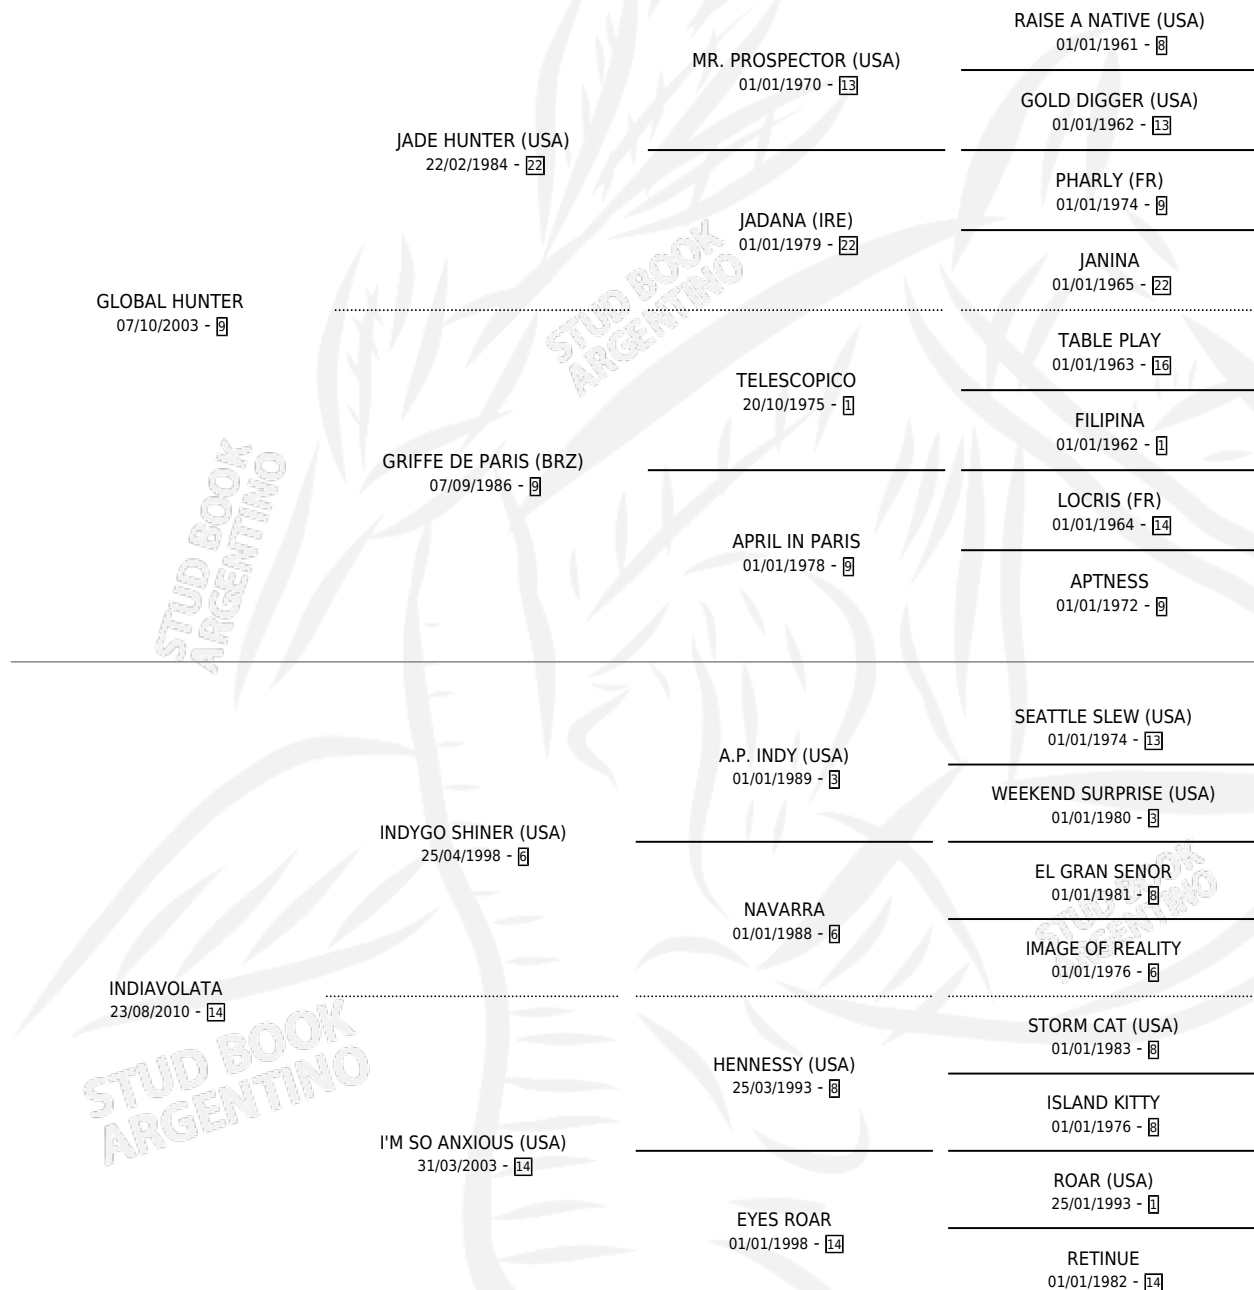 RAISE A NATIVE (USA)
01/01/1961 - 8
MR. PROSPECTOR (USA)
01/01/1970 - 13
GOLD DIGGER (USA)
01/01/1962 - 13
JADE HUNTER (USA)
22/02/1984 - 22
PHARLY (FR)
01/01/1974 - 9
JADANA (IRE)
01/01/1979 - 22
JANINA
01/01/1965 - 22
GLOBAL HUNTER
07/10/2003 - 9
TABLE PLAY
01/01/1963 - 16
TELESCOPICO
20/10/1975 - 1
FILIPINA
01/01/1962 - 1
GRIFFE DE PARIS (BRZ)
07/09/1986 - 9
LOCRIS (FR)
01/01/1964 - 14
APRIL IN PARIS
01/01/1978 - 9
APTNESS
01/01/1972 - 9
STUD BOOK
ARGENTINO
STUD BOOK
ARGENTINO
SEATTLE SLEW (USA)
01/01/1974 - 13
A.P. INDY (USA)
01/01/1989 - 3
WEEKEND SURPRISE (USA)
01/01/1980 - 3
INDYGO SHINER (USA)
25/04/1998 - 6
EL GRAN SENOR
01/01/1981 - 8
NAVARRA
01/01/1988 - 6
IMAGE OF REALITY
01/01/1976 - 6
INDIAVOLATA
23/08/2010 - 14
STORM CAT (USA)
01/01/1983 - 8
HENNESSY (USA)
25/03/1993 - 8
ISLAND KITTY
01/01/1976 - 8
I'M SO ANXIOUS (USA)
31/03/2003 - 14
ROAR (USA)
25/01/1993 - 1
EYES ROAR
01/01/1998 - 14
RETINUE
01/01/1982 - 14
STUD BOOK
ARGENTINO
STUD BOOK
ARGENTINO